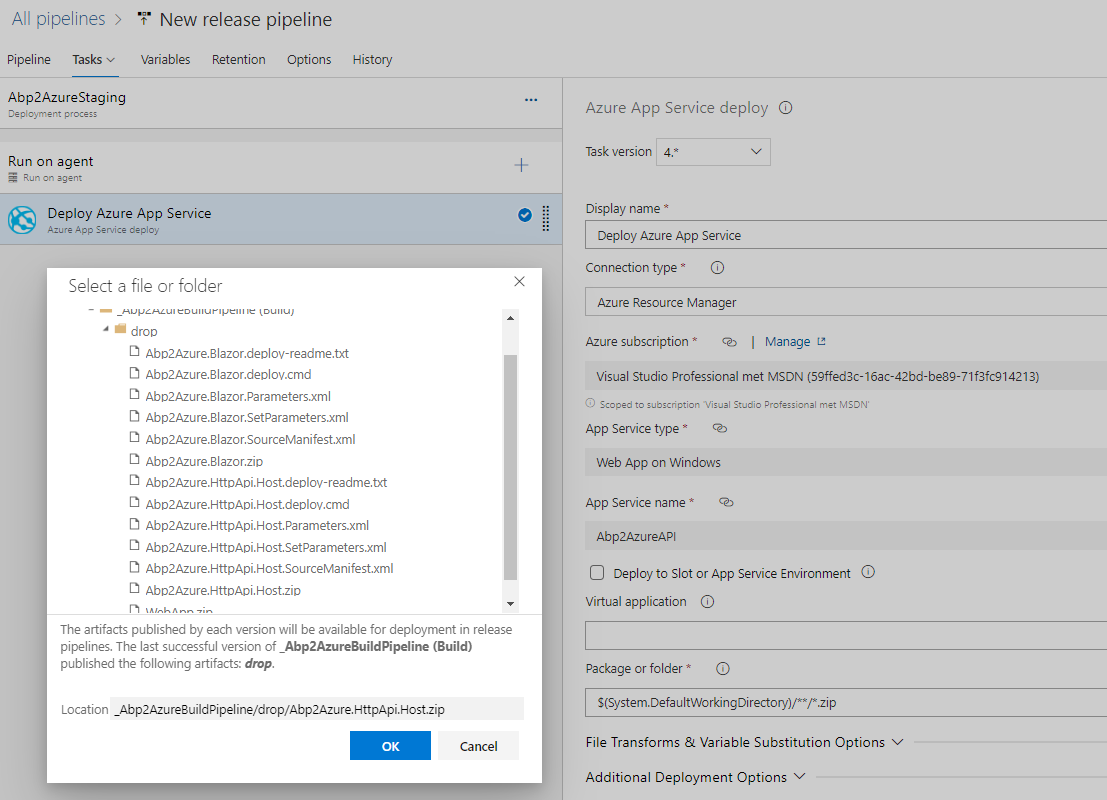 All pipelines > New release pipeline
Pipeline Tasks Variables Retention Options History
Abp2AzureStaging
Deployment process
Run on agent
Run on agent
Deploy Azure App Service
Azure App Service deploy
Select a file or folder
_Abp2AzureBuildPipeline (Build)
drop
Abp2Azure.Blazor.deploy-readme.txt
Abp2Azure.Blazor.deploy.cmd
Abp2Azure.Blazor.Parameters.xml
Abp2Azure.Blazor.SetParameters.xml
Abp2Azure.Blazor.SourceManifest.xml
Abp2Azure.Blazor.zip
Abp2Azure.HttpApi.Host.deploy-readme.txt
Abp2Azure.HttpApi.Host.deploy.cmd
Abp2Azure.HttpApi.Host.Parameters.xml
Abp2Azure.HttpApi.Host.SetParameters.xml
Abp2Azure.HttpApi.Host.SourceManifest.xml
Abp2Azure.HttpApi.Host.zip
WebApp.zip
The artifacts published by each version will be available for deployment in release
pipelines. The last successful version of _Abp2AzureBuildPipeline (Build)
published the following artifacts: drop.
Location _Abp2AzureBuildPipeline/drop/Abp2Azure.HttpApi.Host.zip
OK Cancel
Azure App Service deploy
Task version 4.*
Display name *
Deploy Azure App Service
Connection type *
Azure Resource Manager
Azure subscription * | Manage
Visual Studio Professional met MSDN (59ffed3c-16ac-42bd-be89-71f3fc914213)
Scoped to subscription 'Visual Studio Professional met MSDN'
App Service type *
Web App on Windows
App Service name *
Abp2AzureAPI
Deploy to Slot or App Service Environment
Virtual application
Package or folder *
$(System.DefaultWorkingDirectory)/**/*.zip
File Transforms & Variable Substitution Options
Additional Deployment Options